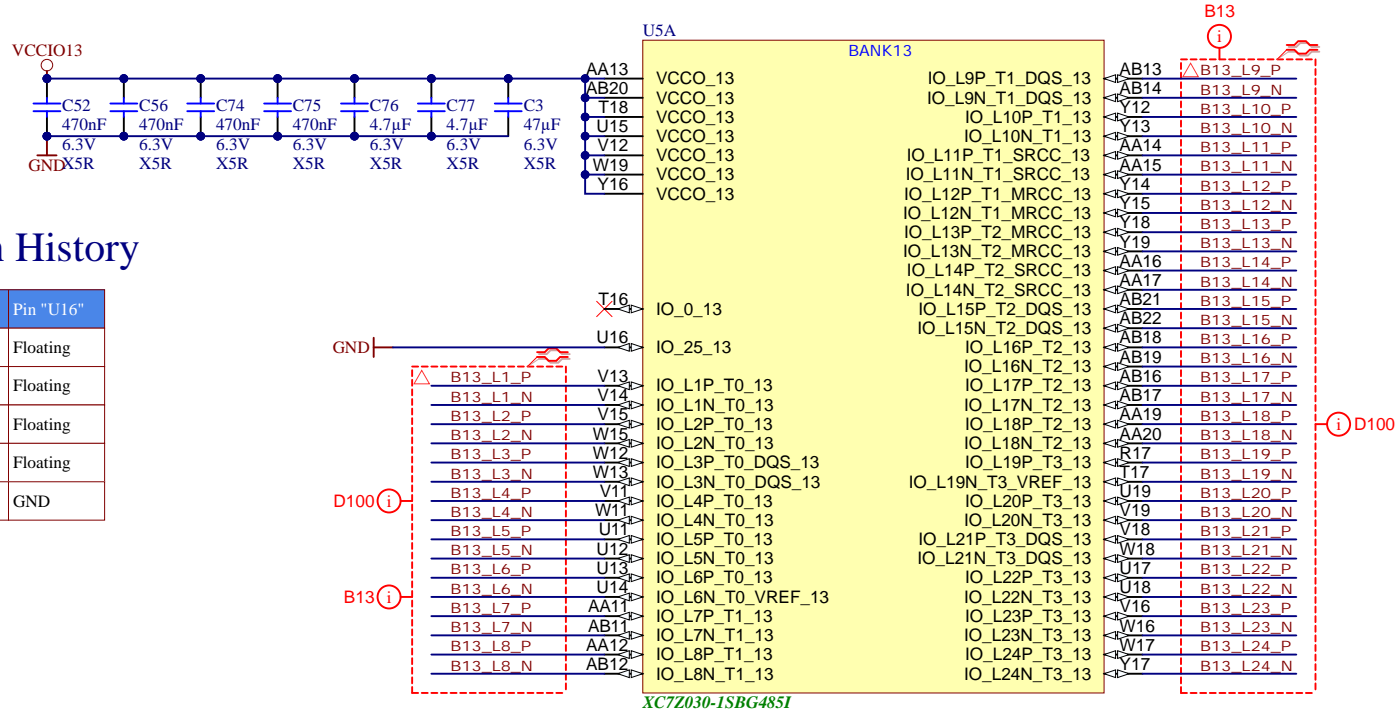 B13
U5A
BANK13
VCCIO13
C52 C56 C74 C75 C76 C77 C3
470nF 470nF 470nF 470nF 4.7µF 4.7µF 47µF
6.3V 6.3V 6.3V 6.3V 6.3V 6.3V 6.3V
X5R X5R X5R X5R X5R X5R X5R
GND
AA13 VCCO_13
AB20 VCCO_13
T18 VCCO_13
U15 VCCO_13
V12 VCCO_13
W19 VCCO_13
Y16 VCCO_13
History
Pin "U16"
Floating
Floating
Floating
Floating
GND
T16 IO_0_13
GND U16 IO_25_13
B13_L1_P V13 IO_L1P_T0_13
B13_L1_N V14 IO_L1N_T0_13
B13_L2_P V15 IO_L2P_T0_13
B13_L2_N W15 IO_L2N_T0_13
B13_L3_P W12 IO_L3P_T0_DQS_13
B13_L3_N W13 IO_L3N_T0_DQS_13
D100 i B13_L4_P V11 IO_L4P_T0_13
B13_L4_N W11 IO_L4N_T0_13
B13_L5_P U11 IO_L5P_T0_13
B13_L5_N U12 IO_L5N_T0_13
B13_L6_P U13 IO_L6P_T0_13
B13 i B13_L6_N U14 IO_L6N_T0_VREF_13
B13_L7_P AA11 IO_L7P_T1_13
B13_L7_N AB11 IO_L7N_T1_13
B13_L8_P AA12 IO_L8P_T1_13
B13_L8_N AB12 IO_L8N_T1_13
i
IO_L9P_T1_DQS_13 AB13 B13_L9_P
IO_L9N_T1_DQS_13 AB14 B13_L9_N
IO_L10P_T1_13 Y12 B13_L10_P
IO_L10N_T1_13 Y13 B13_L10_N
IO_L11P_T1_SRCC_13 AA14 B13_L11_P
IO_L11N_T1_SRCC_13 AA15 B13_L11_N
IO_L12P_T1_MRCC_13 Y14 B13_L12_P
IO_L12N_T1_MRCC_13 Y15 B13_L12_N
IO_L13P_T2_MRCC_13 Y18 B13_L13_P
IO_L13N_T2_MRCC_13 Y19 B13_L13_N
IO_L14P_T2_SRCC_13 AA16 B13_L14_P
IO_L14N_T2_SRCC_13 AA17 B13_L14_N
IO_L15P_T2_DQS_13 AB21 B13_L15_P
IO_L15N_T2_DQS_13 AB22 B13_L15_N
IO_L16P_T2_13 AB18 B13_L16_P
IO_L16N_T2_13 AB19 B13_L16_N
IO_L17P_T2_13 AB16 B13_L17_P
IO_L17N_T2_13 AB17 B13_L17_N
IO_L18P_T2_13 AA19 B13_L18_P i D100
IO_L18N_T2_13 AA20 B13_L18_N
IO_L19P_T3_13 R17 B13_L19_P
IO_L19N_T3_VREF_13 T17 B13_L19_N
IO_L20P_T3_13 U19 B13_L20_P
IO_L20N_T3_13 V19 B13_L20_N
IO_L21P_T3_DQS_13 V18 B13_L21_P
IO_L21N_T3_DQS_13 W18 B13_L21_N
IO_L22P_T3_13 U17 B13_L22_P
IO_L22N_T3_13 U18 B13_L22_N
IO_L23P_T3_13 V16 B13_L23_P
IO_L23N_T3_13 W16 B13_L23_N
IO_L24P_T3_13 W17 B13_L24_P
IO_L24N_T3_13 Y17 B13_L24_N
XC7Z030-1SBG485I